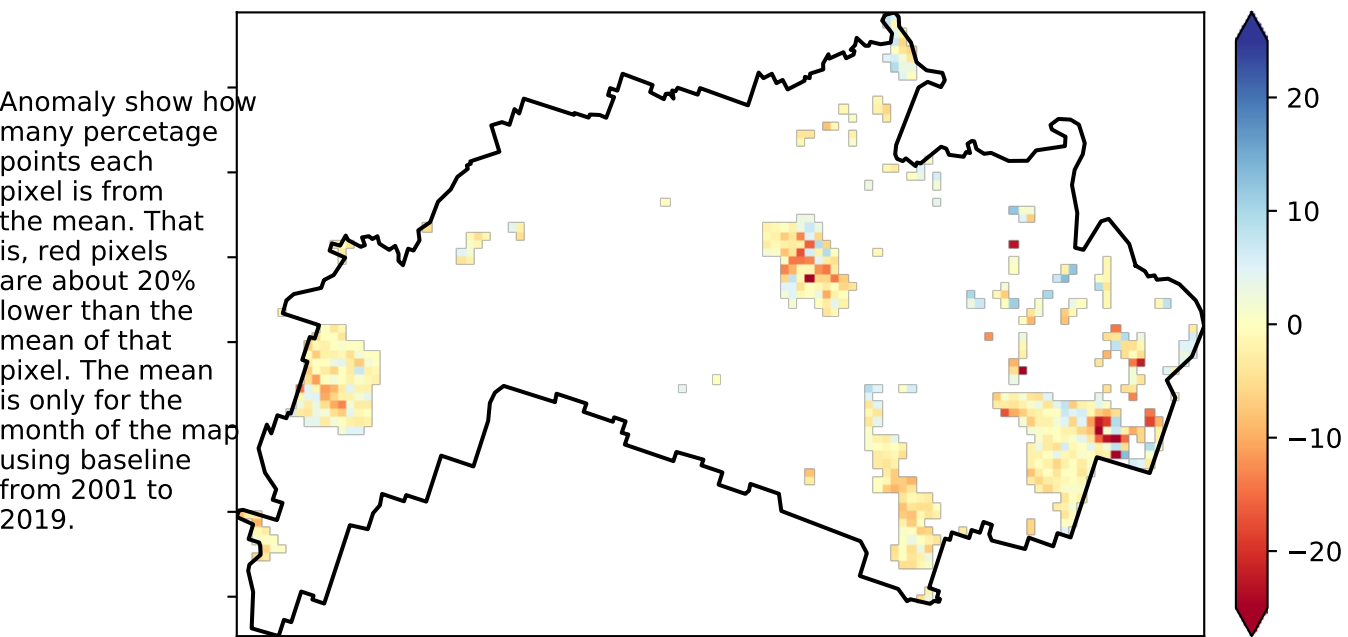 Anomaly show how
many percetage
points each
pixel is from
the mean. That
is, red pixels
are about 20%
lower than the
mean of that
pixel. The mean
is only for the
month of the map
using baseline
from 2001 to
2019.
20
10
0
−10
−20